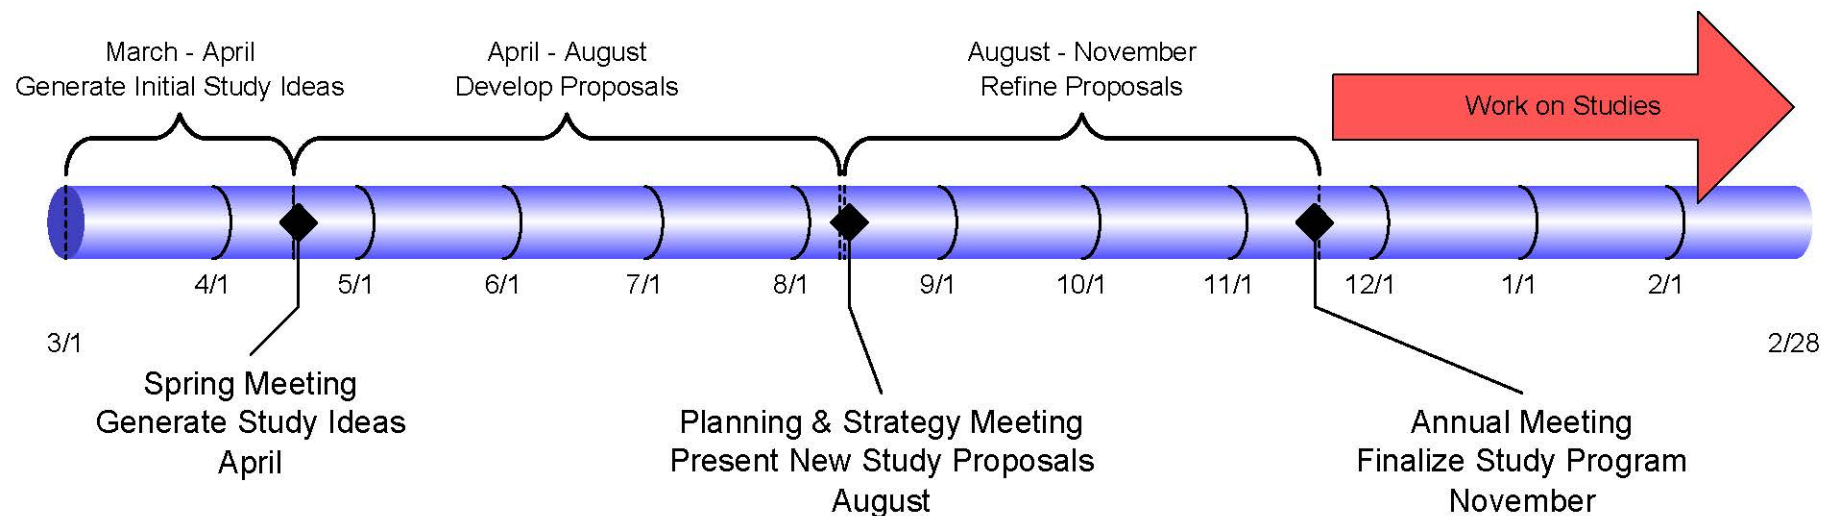 March - April
Generate Initial Study Ideas
April - August
Develop Proposals
August - November
Refine Proposals
Work on Studies
4/1
5/1
6/1
7/1
8/1
9/1
10/1
11/1
12/1
1/1
2/1
3/1
2/28
Spring Meeting
Generate Study Ideas
April
Planning & Strategy Meeting
Present New Study Proposals
August
Annual Meeting
Finalize Study Program
November